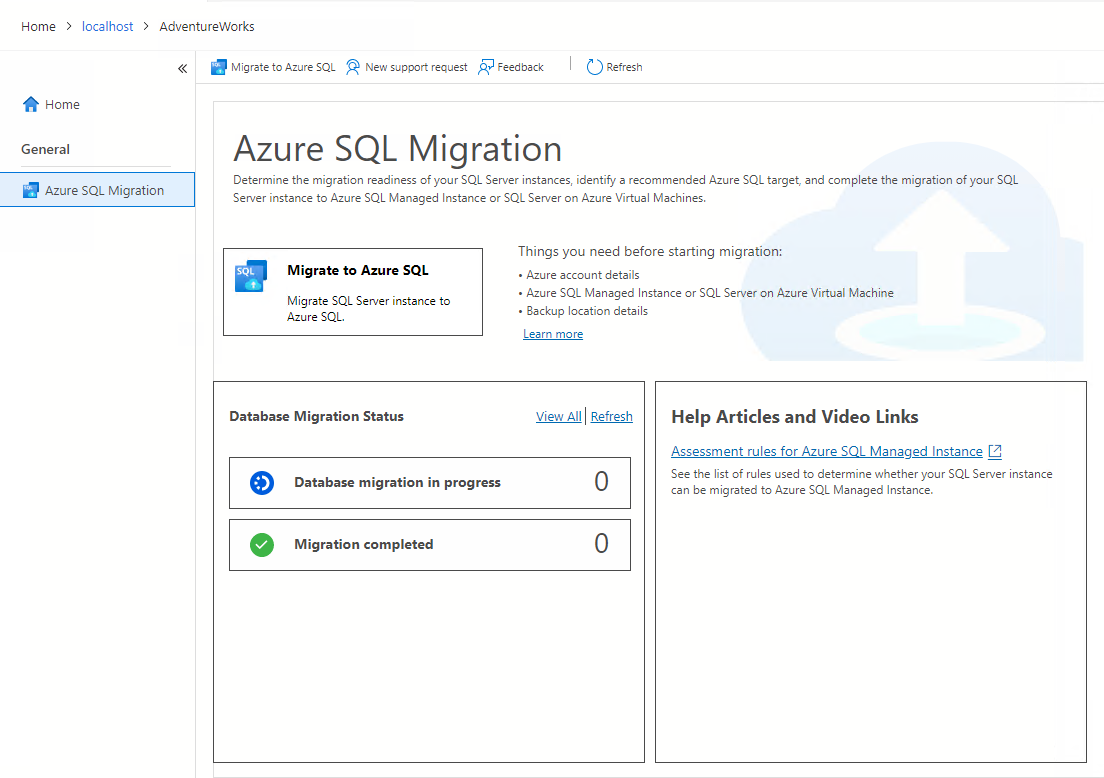 Home > localhost > AdventureWorks
«
Migrate to Azure SQL New support request Feedback | Refresh
Home
General
Azure SQL Migration
Azure SQL Migration
Determine the migration readiness of your SQL Server instances, identify a recommended Azure SQL target, and complete the migration of your SQL
Server instance to Azure SQL Managed Instance or SQL Server on Azure Virtual Machines.
SQL
Migrate to Azure SQL
Migrate SQL Server instance to
Azure SQL.
Things you need before starting migration:
• Azure account details
• Azure SQL Managed Instance or SQL Server on Azure Virtual Machine
• Backup location details
Learn more
Database Migration Status
View All | Refresh
Database migration in progress 0
Migration completed 0
Help Articles and Video Links
Assessment rules for Azure SQL Managed Instance
See the list of rules used to determine whether your SQL Server instance
can be migrated to Azure SQL Managed Instance.